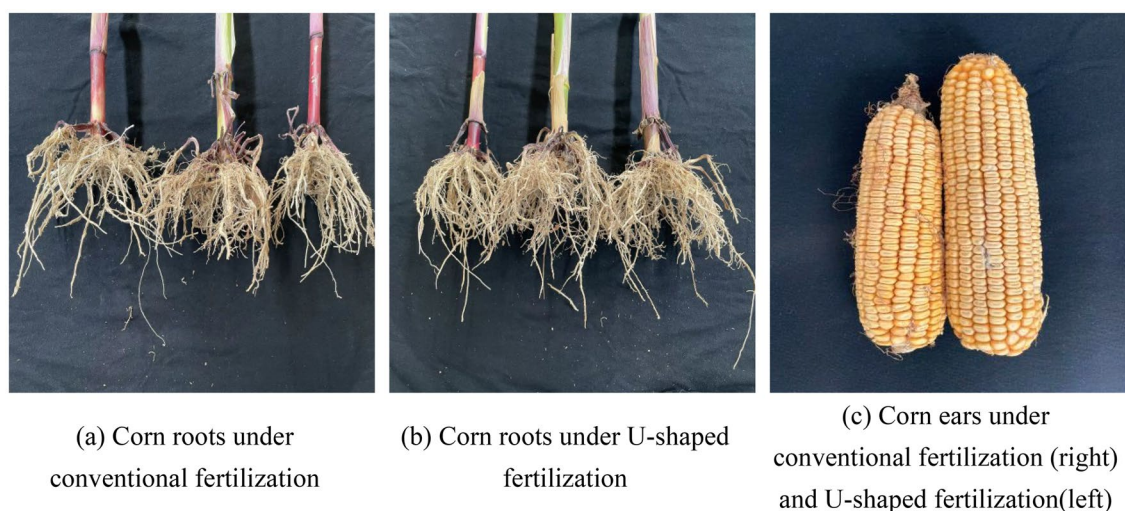 (a) Corn roots under
conventional fertilization
(b) Corn roots under U-shaped
fertilization
(c) Corn ears under
conventional fertilization (right)
and U-shaped fertilization(left)